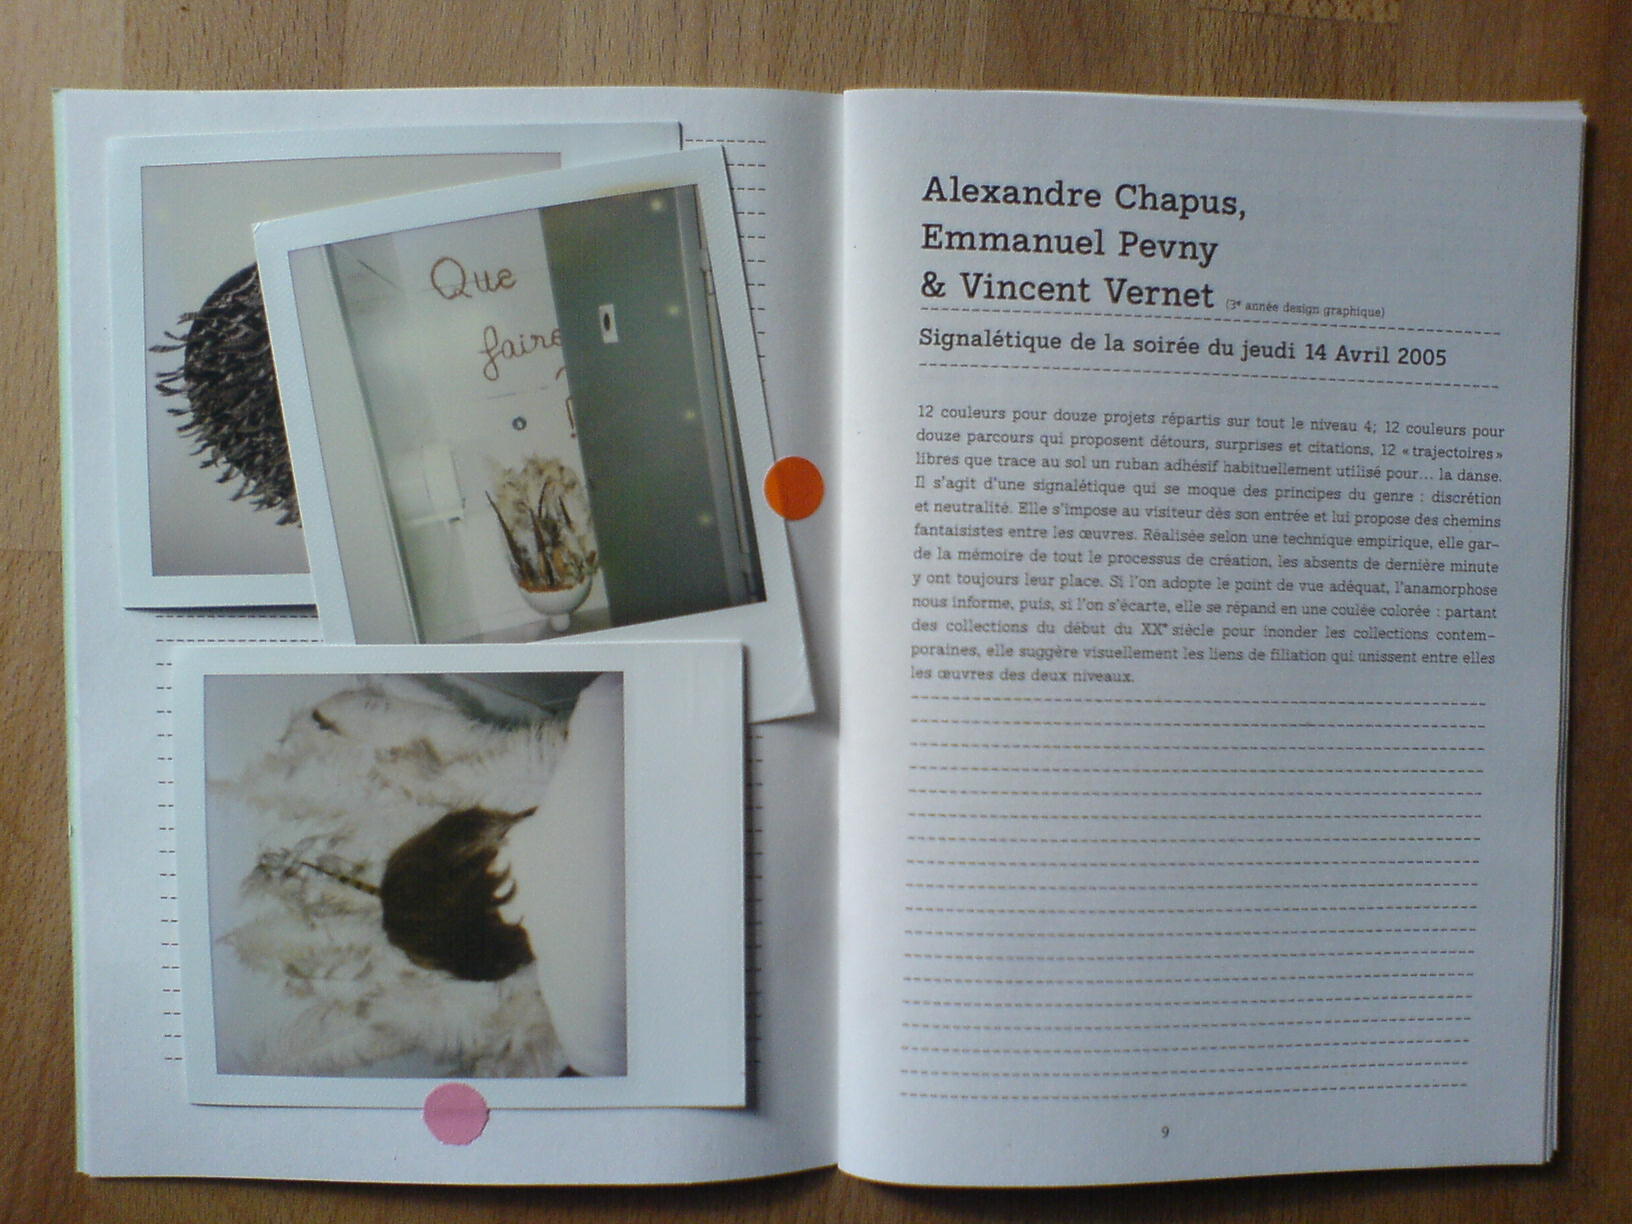 Que
faire
?!
Alexandre Chapus,
Emmanuel Pevny
& Vincent Vernet (3e année design graphique)
Signalétique de la soirée du jeudi 14 Avril 2005
12 couleurs pour douze projets répartis sur tout le niveau 4; 12 couleurs pour
douze parcours qui proposent détours, surprises et citations, 12 « trajectoires »
libres que trace au sol un ruban adhésif habituellement utilisé pour... la danse.
Il s'agit d'une signalétique qui se moque des principes du genre : discrétion
et neutralité. Elle s'impose au visiteur dès son entrée et lui propose des chemins
fantaisistes entre les œuvres. Réalisée selon une technique empirique, elle gar-
de la mémoire de tout le processus de création, les absents de dernière minute
y ont toujours leur place. Si l'on adopte le point de vue adéquat, l'anamorphose
nous informe, puis, si l'on s'écarte, elle se répand en une coulée colorée : partant
des collections du début du XXe siècle pour inonder les collections contem-
poraines, elle suggère visuellement les liens de filiation qui unissent entre elles
les œuvres des deux niveaux.
9